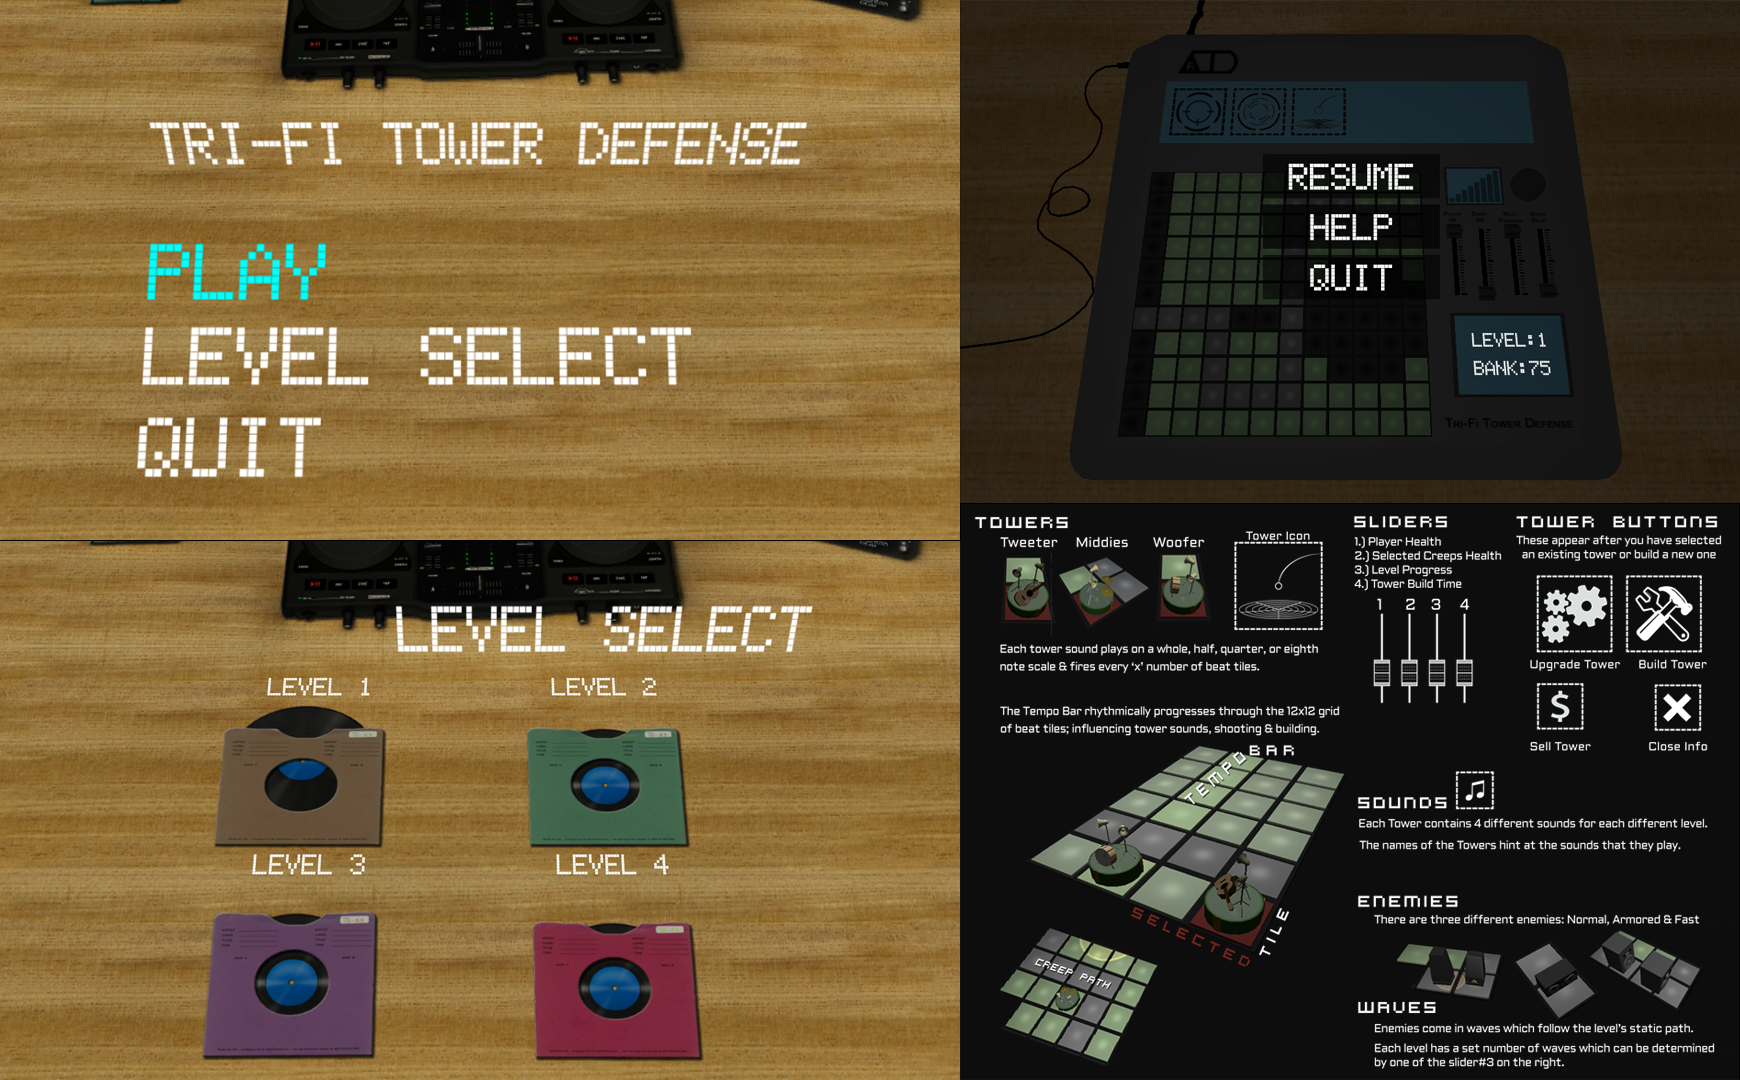 TRI-FI TOWER DEFENSE
PLAY
LEVEL SELECT
QUIT
RESUME
HELP
QUIT
LEVEL:1
BANK:75
TRI-FI TOWER DEFENSE
LEVEL SELECT
LEVEL 1
LEVEL 2
LEVEL 3
LEVEL 4
TOWERS
Tweeter Middies Woofer Tower Icon
Each tower sound plays on a whole, half, quarter, or eighth
note scale & fires every 'x' number of beat tiles.
The Tempo Bar rhythmically progresses through the 12x12 grid
of beat tiles; influencing tower sounds, shooting & building.
TEMPO BAR
SELECTED TILE
CREEP PATH
SLIDERS
1.) Player Health
2.) Selected Creeps Health
3.) Level Progress
4.) Tower Build Time
1 2 3 4
TOWER BUTTONS
These appear after you have selected
an existing tower or build a new one
Upgrade Tower Build Tower
$
Sell Tower Close Info
SOUNDS
Each Tower contains 4 different sounds for each different level.
The names of the Towers hint at the sounds that they play.
ENEMIES
There are three different enemies: Normal, Armored & Fast
WAVES
Enemies come in waves which follow the level's static path.
Each level has a set number of waves which can be determined
by one of the slider#3 on the right.